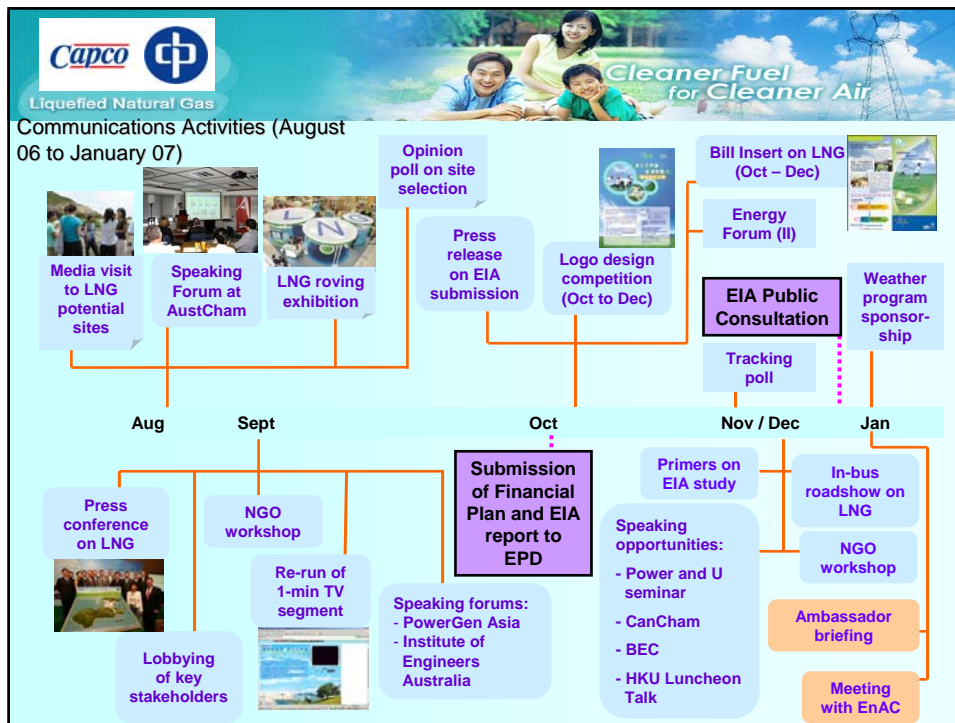 Capco
Liquefied Natural Gas
Cleaner Fuel
for Cleaner Air
Communications Activities (August
06 to January 07)
Media visit
to LNG
potential
sites
Speaking
Forum at
AustCham
LNG
LNG roving
exhibition
Opinion
poll on site
selection
Press
release
on EIA
submission
Logo design
competition
(Oct to Dec)
Bill Insert on LNG
(Oct – Dec)
Energy
Forum (II)
EIA Public
Consultation
Weather
program
sponsor-
ship
Tracking
poll
Aug
Sept
Oct
Nov / Dec
Jan
Press
conference
on LNG
Lobbying
of key
stakeholders
NGO
workshop
Re-run of
1-min TV
segment
Speaking forums:
- PowerGen Asia
- Institute of
Engineers
Australia
Submission
of Financial
Plan and EIA
report to
EPD
Primers on
EIA study
Speaking
opportunities:
- Power and U
seminar
- CanCham
- BEC
- HKU Luncheon
Talk
In-bus
roadshow on
LNG
NGO
workshop
Ambassador
briefing
Meeting
with EnAC